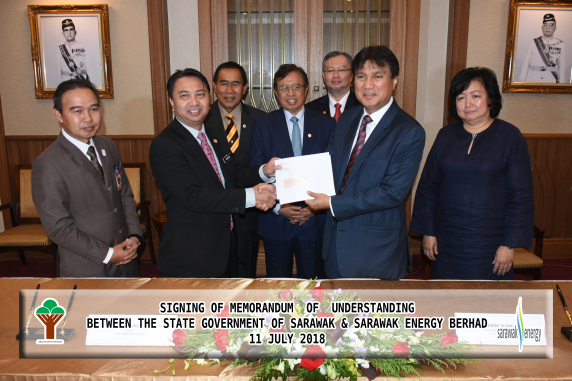 SIGNING OF MEMORANDUM OF UNDERSTANDING
BETWEEN THE STATE GOVERNMENT OF SARAWAK & SARAWAK ENERGY BERHAD
11 JULY 2018
sarawak energy